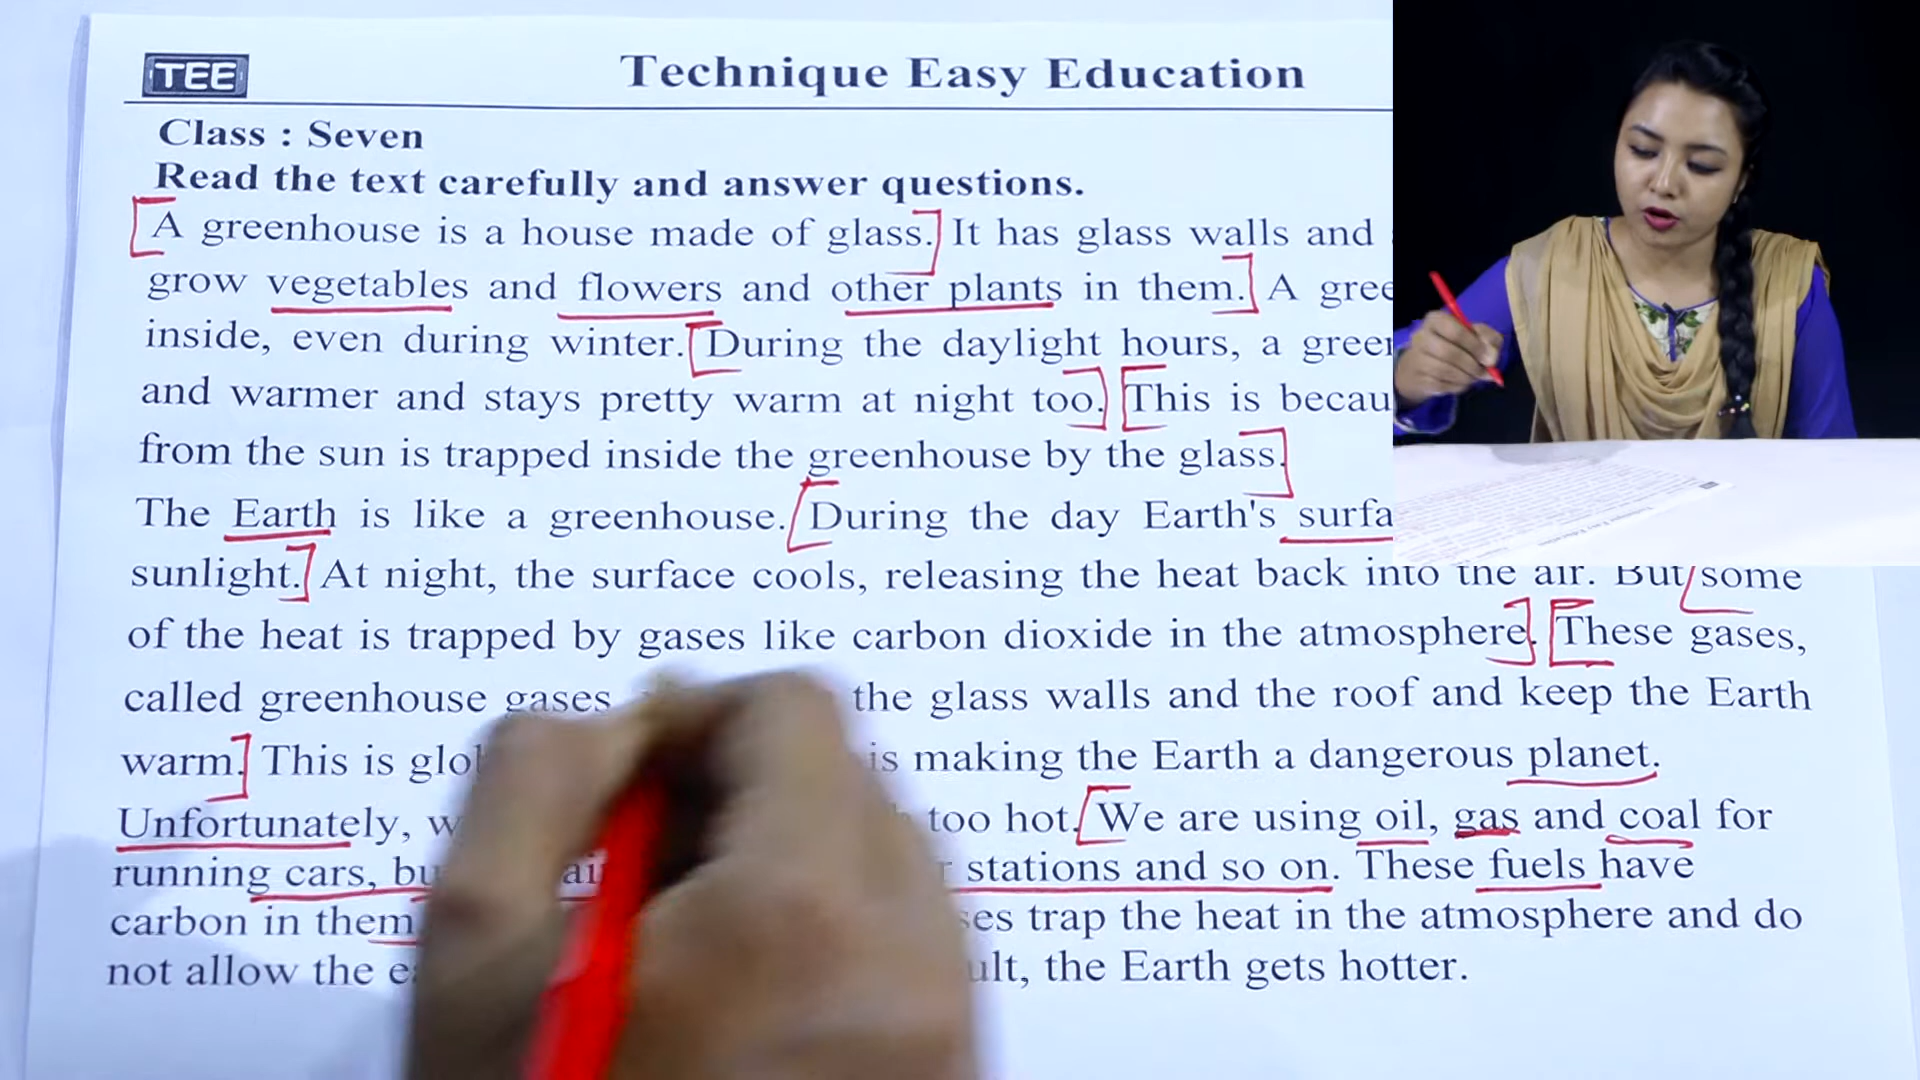 TEE
Technique Easy Education
Class : Seven
Read the text carefully and answer questions.
A greenhouse is a house made of glass. It has glass walls and
grow vegetables and flowers and other plants in them. A
inside, even during winter. During the daylight hours, a
and warmer and stays pretty warm at night too. This is
from the sun is trapped inside the greenhouse by the glass.
The Earth is like a greenhouse. During the day Earth's
sunlight. At night, the surface cools, releasing the heat back into the air. But some
of the heat is trapped by gases like carbon dioxide in the atmosphere. These gases,
called greenhouse gases the glass walls and the roof and keep the Earth
warm. This is is making the Earth a dangerous planet.
Unfortunately, too hot. We are using oil, gas and coal for
running cars, stations and so on. These fuels have
carbon in them trap the heat in the atmosphere and do
not allow the the Earth gets hotter.